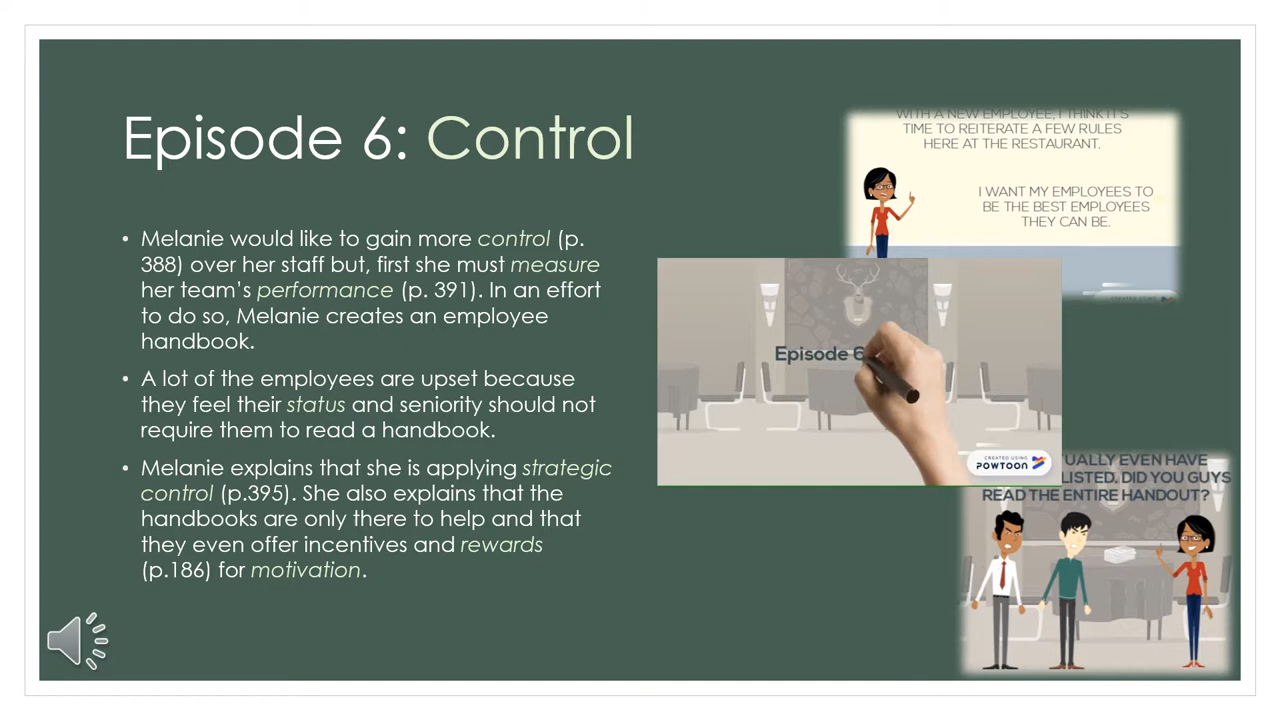 Episode 6: Control
• Melanie would like to gain more control (p.
388) over her staff but, first she must measure
her team's performance (p. 391). In an effort
to do so, Melanie creates an employee
handbook.
• A lot of the employees are upset because
they feel their status and seniority should not
require them to read a handbook.
• Melanie explains that she is applying strategic
control (p.395). She also explains that the
handbooks are only there to help and that
they even offer incentives and rewards
(p.186) for motivation.
WITH A NEW EMPLOYEE, I THINK IT'S
TIME TO REITERATE A FEW RULES
HERE AT THE RESTAURANT.
I WANT MY EMPLOYEES TO
BE THE BEST EMPLOYEES
THEY CAN BE.
Episode 6
CREATED USING
POWTOON
EVEN HAVE
LISTED. DID YOU GUYS
READ THE ENTIRE HANDOUT?